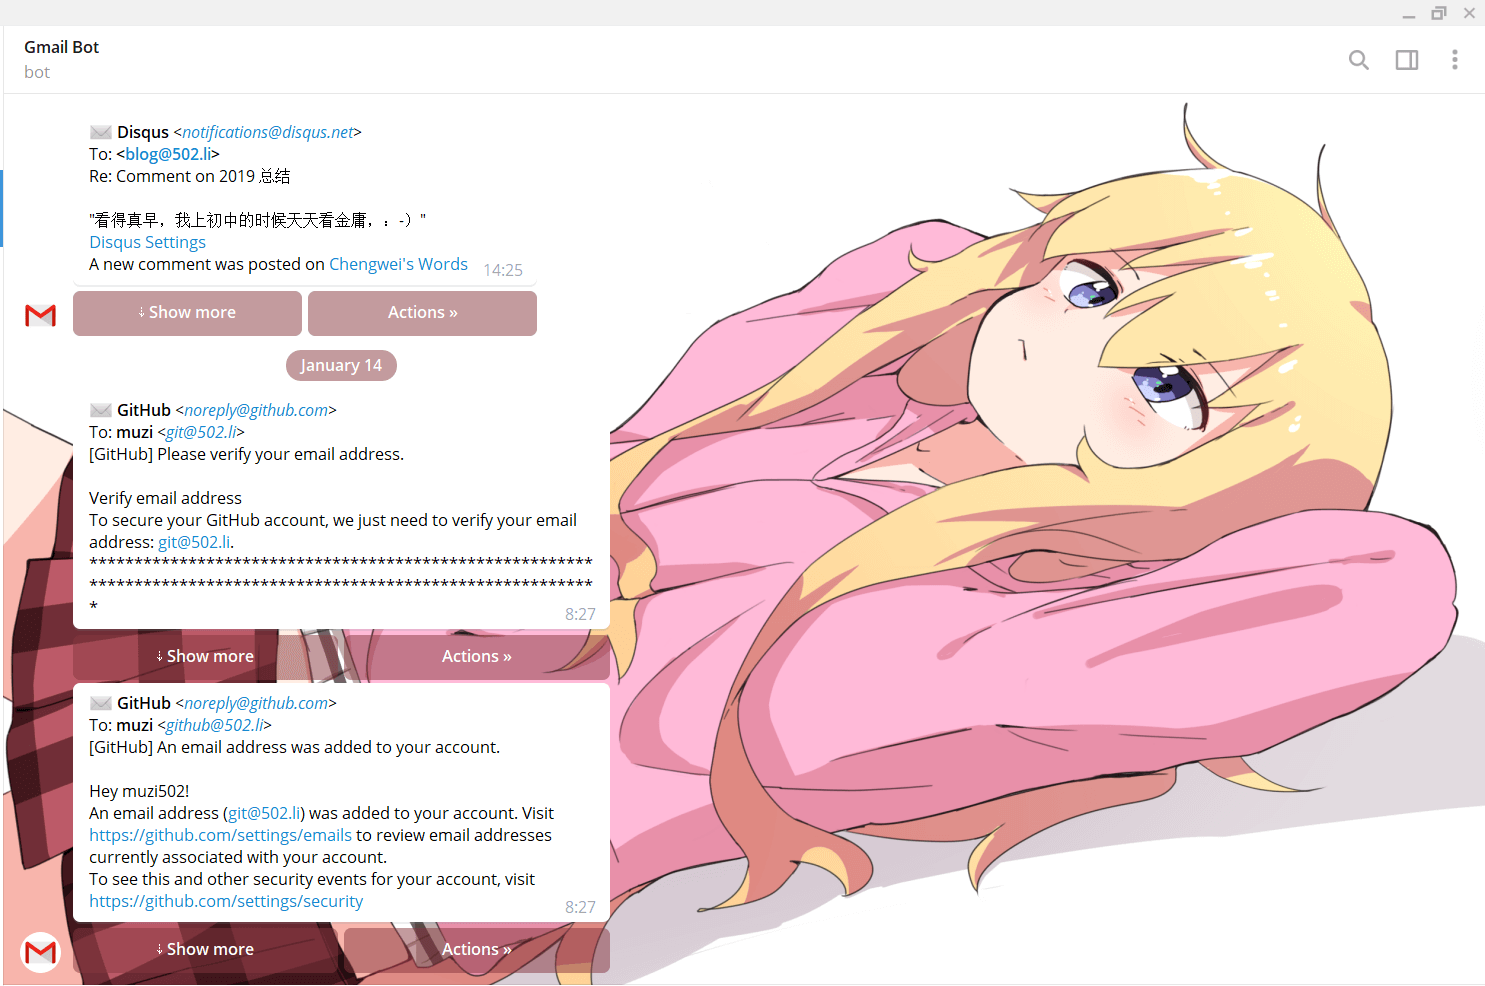 Gmail Bot
bot
Disqus <notifications@disqus.net>
To: <blog@502.li>
Re: Comment on 2019 总结
"看得真早，我上初中的时候天天看金庸，：-）"
Disqus Settings
A new comment was posted on Chengwei's Words 14:25
↓ Show more Actions »
January 14
GitHub <noreply@github.com>
To: muzi <git@502.li>
[GitHub] Please verify your email address.
Verify email address
To secure your GitHub account, we just need to verify your email
address: git@502.li.
********************************************************
********************************************************
*
8:27
↓ Show more Actions »
GitHub <noreply@github.com>
To: muzi <github@502.li>
[GitHub] An email address was added to your account.
Hey muzi502!
An email address (git@502.li) was added to your account. Visit
https://github.com/settings/emails to review email addresses
currently associated with your account.
To see this and other security events for your account, visit
https://github.com/settings/security 8:27
↓ Show more Actions »